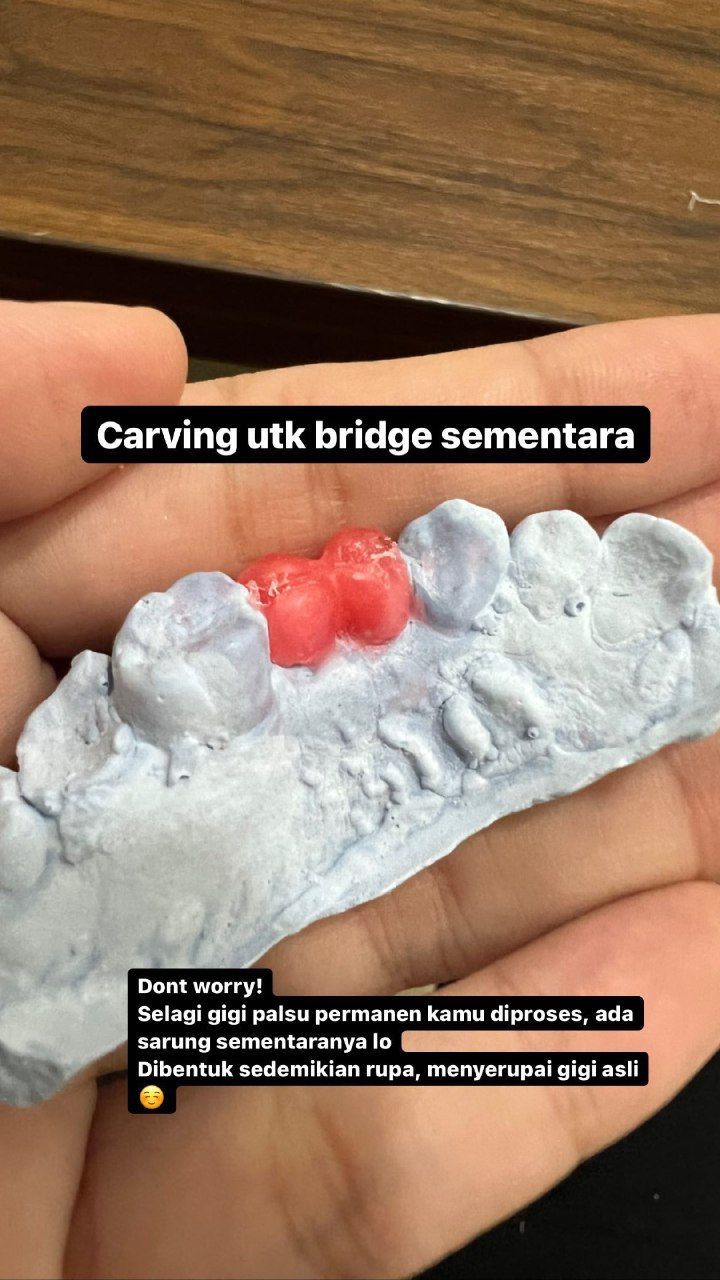 Carving utk bridge sementara
Dont worry!
Selagi gigi palsu permanen kamu diproses, ada
sarung sementaranya lo
Dibentuk sedemikian rupa, menyerupai gigi asli
☺️